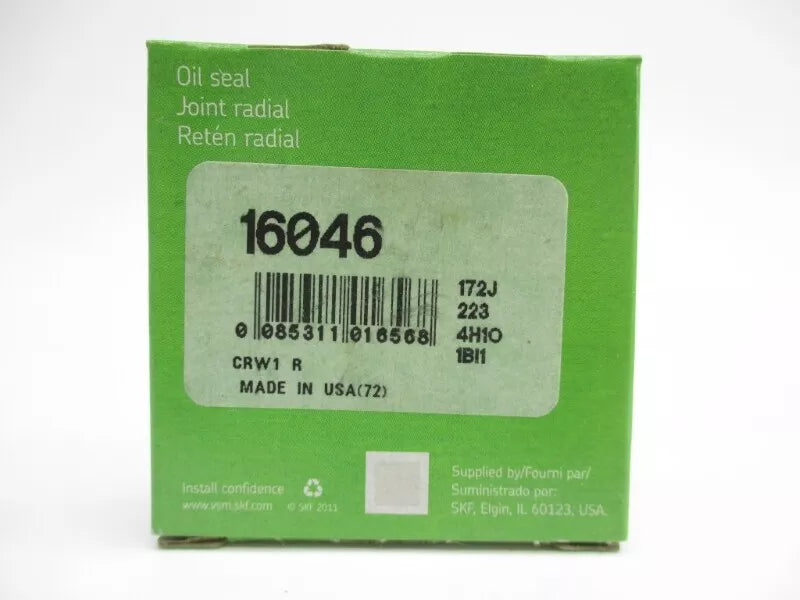 Oil seal
Joint radial
Retén radial
16046
172J
223
4H10
1BI1
0 085311 016568
CRW1 R
MADE IN USA(72)
Install confidence
www.vsm.skf.com
© SKF 2011
Supplied by/Fourni par/
Suministrado por:
SKF, Elgin, IL 60123, USA.